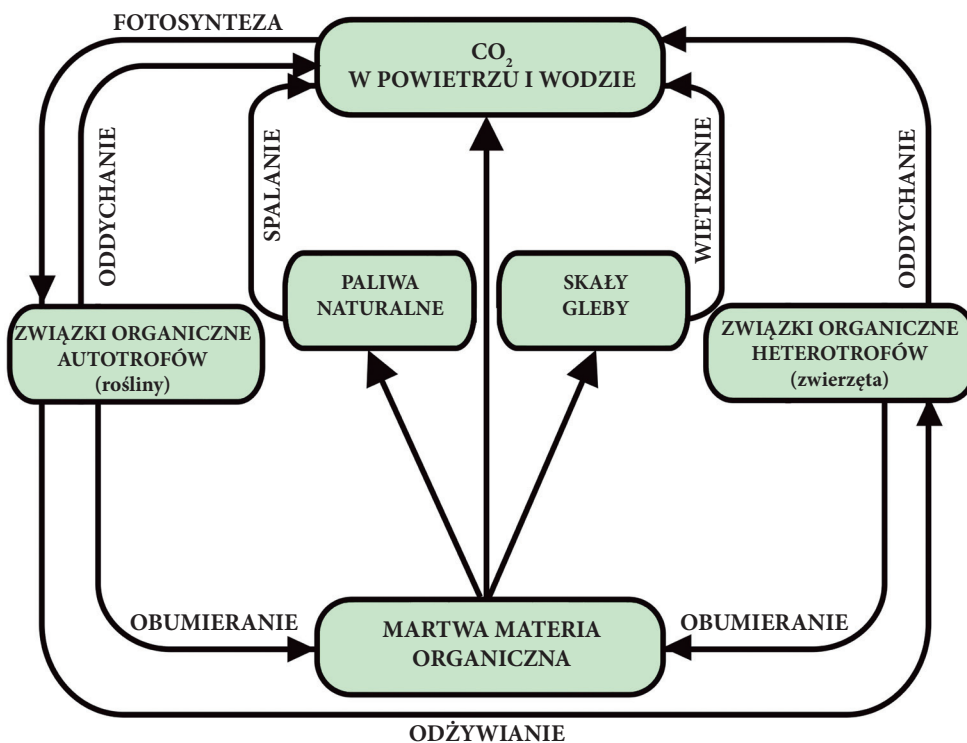 FOTOSYNTEZA
CO₂
W POWIETRZU I WODZIE
ODDYCHANIE
SPALANIE
WIETRZENIE
ODDYCHANIE
PALIWA
NATURALNE
SKAŁY
GLEBY
ZWIĄZKI ORGANICZNE
AUTOTROFÓW
(rośliny)
ZWIĄZKI ORGANICZNE
HETEROTROFÓW
(zwierzęta)
OBUMIERANIE
MARTWA MATERIA
ORGANICZNA
OBUMIERANIE
ODŻYWIANIE